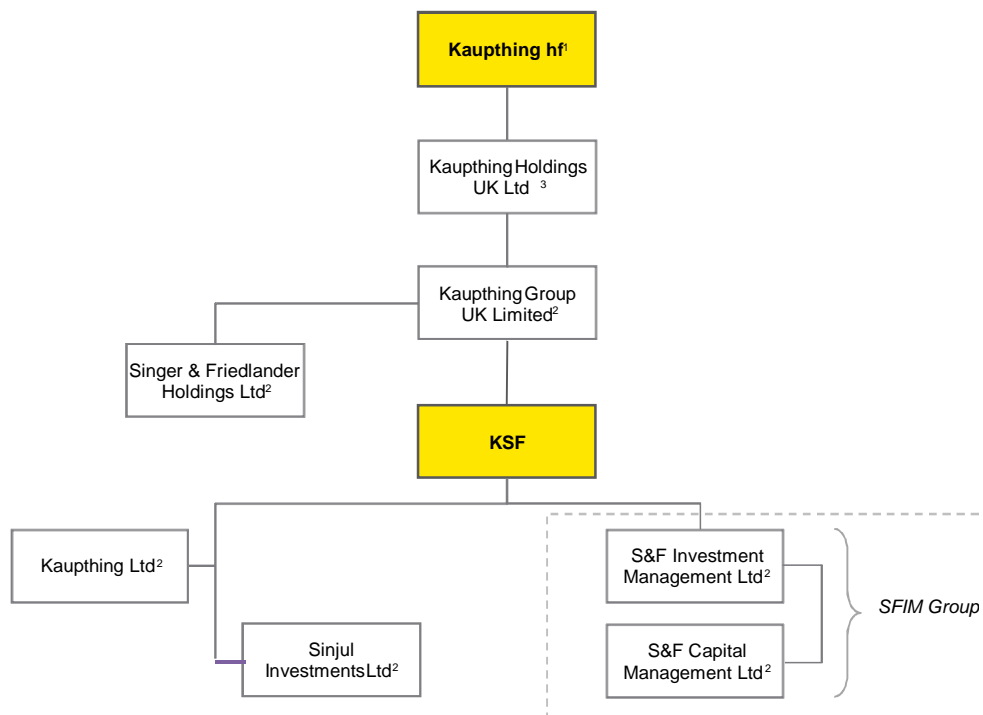 Kaupthing hf¹
Kaupthing Holdings
UK Ltd ³
Kaupthing Group
UK Limited²
Singer & Friedlander
Holdings Ltd²
KSF
Kaupthing Ltd²
S&F Investment
Management Ltd²
SFIM Group
Sinjul
Investments Ltd²
S&F Capital
Management Ltd²